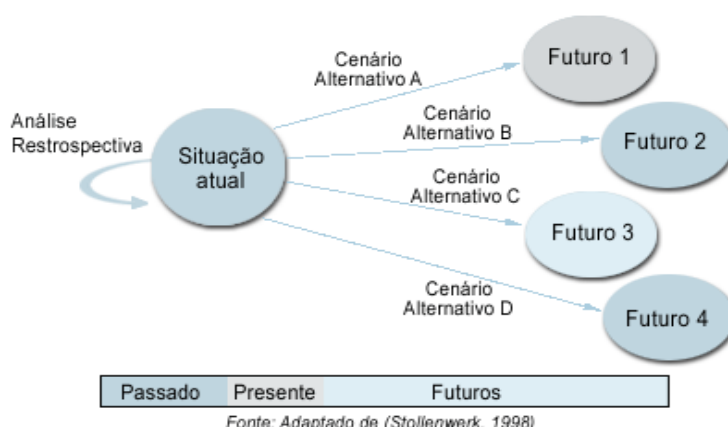 Cenário
Alternativo A
Futuro 1
Análise
Restrospectiva
Cenário
Alternativo B
Futuro 2
Situação
atual
Cenário
Alternativo C
Futuro 3
Cenário
Alternativo D
Futuro 4
Passado
Presente
Futuros
Fonte: Adaptado de (Stollenwerk, 1998)